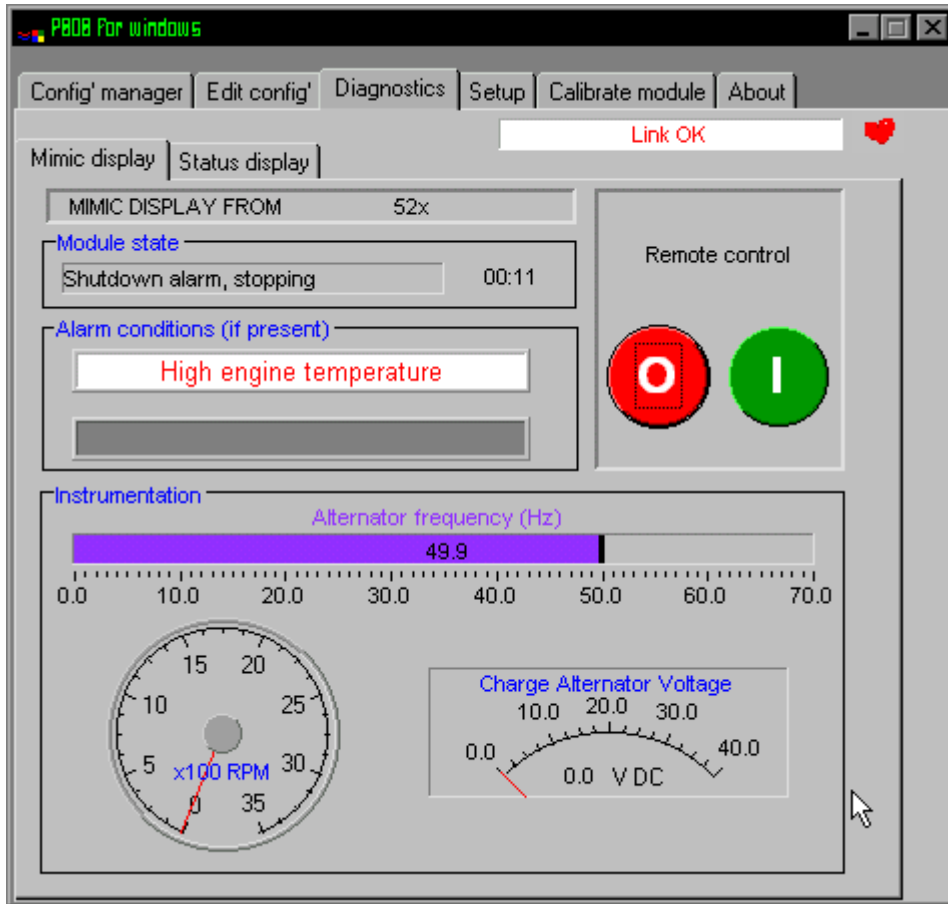 P808 For windows
Config' manager Edit config' Diagnostics Setup Calibrate module About
Link OK
Mimic display Status display
MIMIC DISPLAY FROM 52x
Module state
Shutdown alarm, stopping 00:11
Remote control
Alarm conditions (if present)
High engine temperature
O I
Instrumentation
Alternator frequency (Hz)
49.9
0.0 10.0 20.0 30.0 40.0 50.0 60.0 70.0
0 5 10 15 20 25 30 35
x100 RPM
Charge Alternator Voltage
0.0 10.0 20.0 30.0 40.0
0.0 V DC